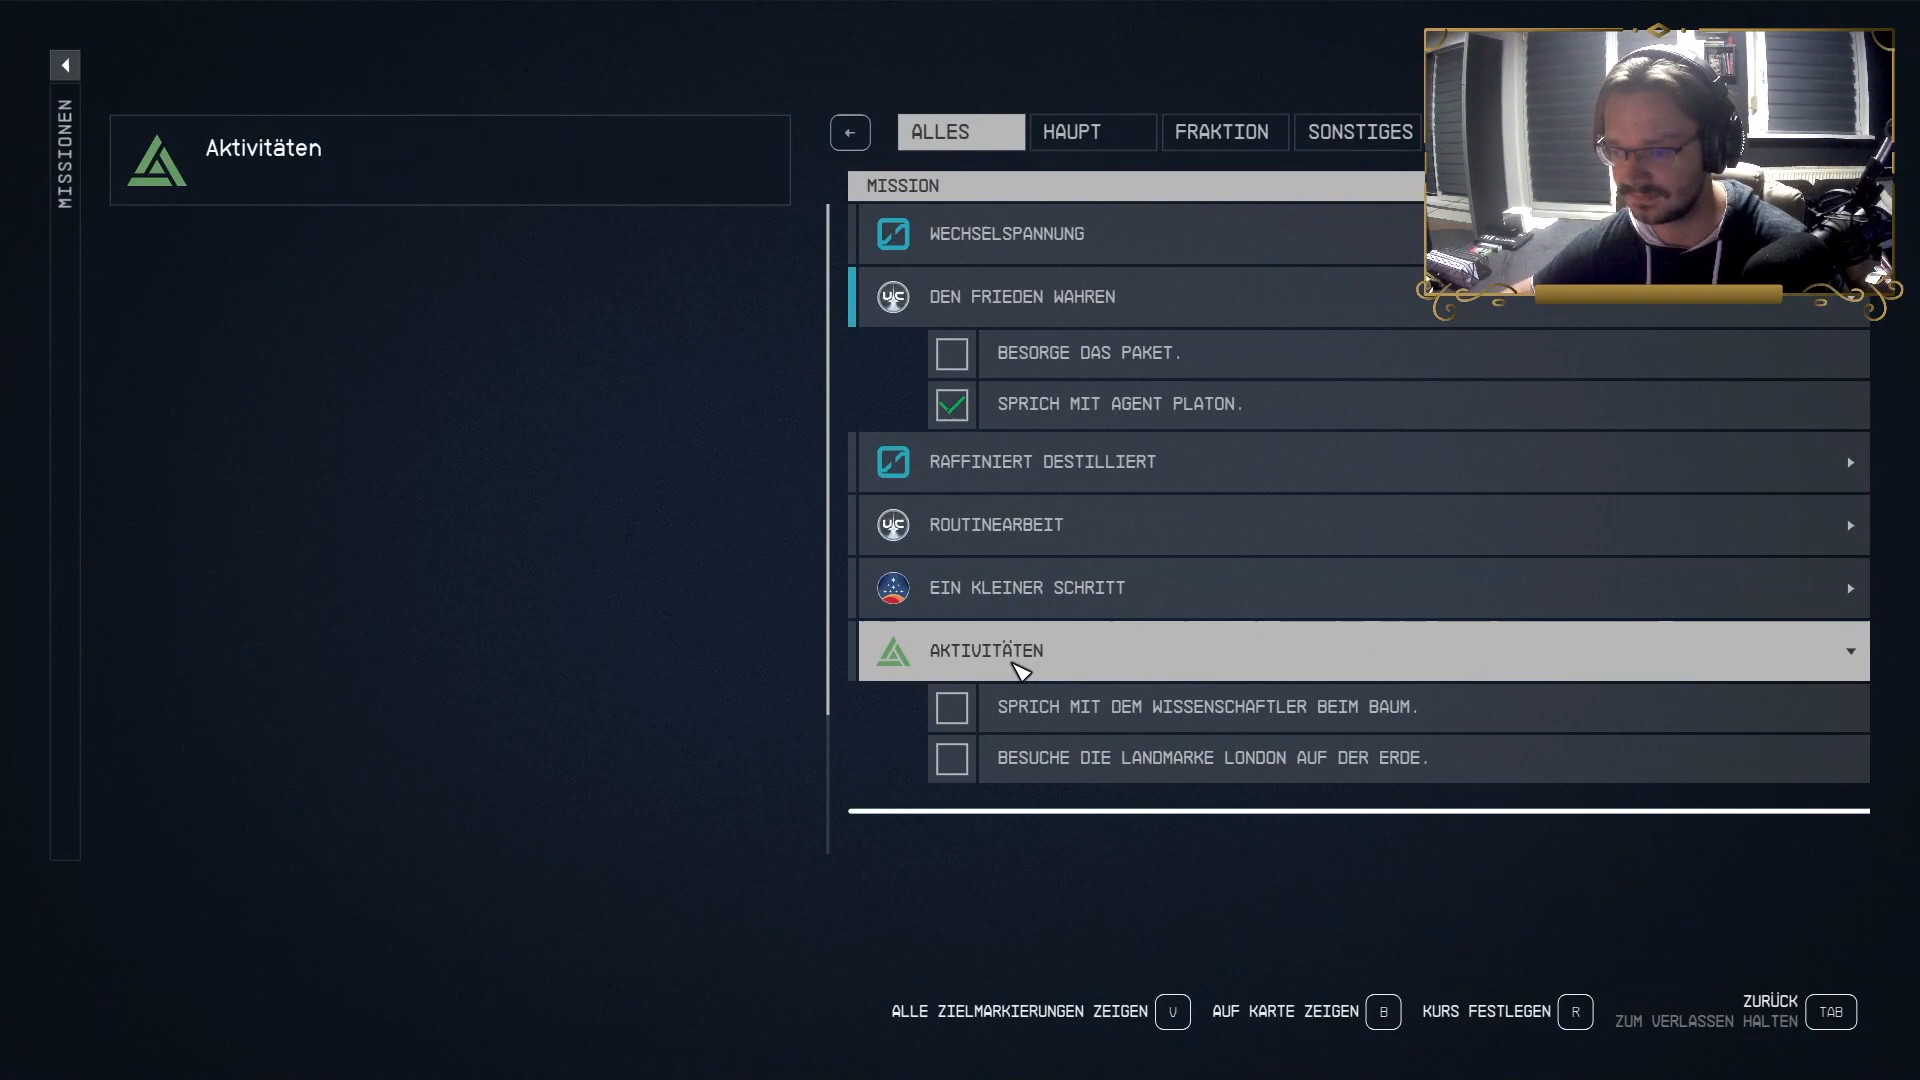 MISSIONEN
Aktivitäten
ALLES
HAUPT
FRAKTION
SONSTIGES
MISSION
WECHSELSPANNUNG
UC
DEN FRIEDEN WAHREN
BESORGE DAS PAKET.
SPRICH MIT AGENT PLATON.
RAFFINIERT DESTILLIERT
UC
ROUTINEARBEIT
EIN KLEINER SCHRITT
AKTIVITÄTEN
SPRICH MIT DEM WISSENSCHAFTLER BEIM BAUM.
BESUCHE DIE LANDMARKE LONDON AUF DER ERDE.
ALLE ZIELMARKIERUNGEN ZEIGEN V
AUF KARTE ZEIGEN B
KURS FESTLEGEN R
ZURÜCK
ZUM VERLASSEN HALTEN TAB